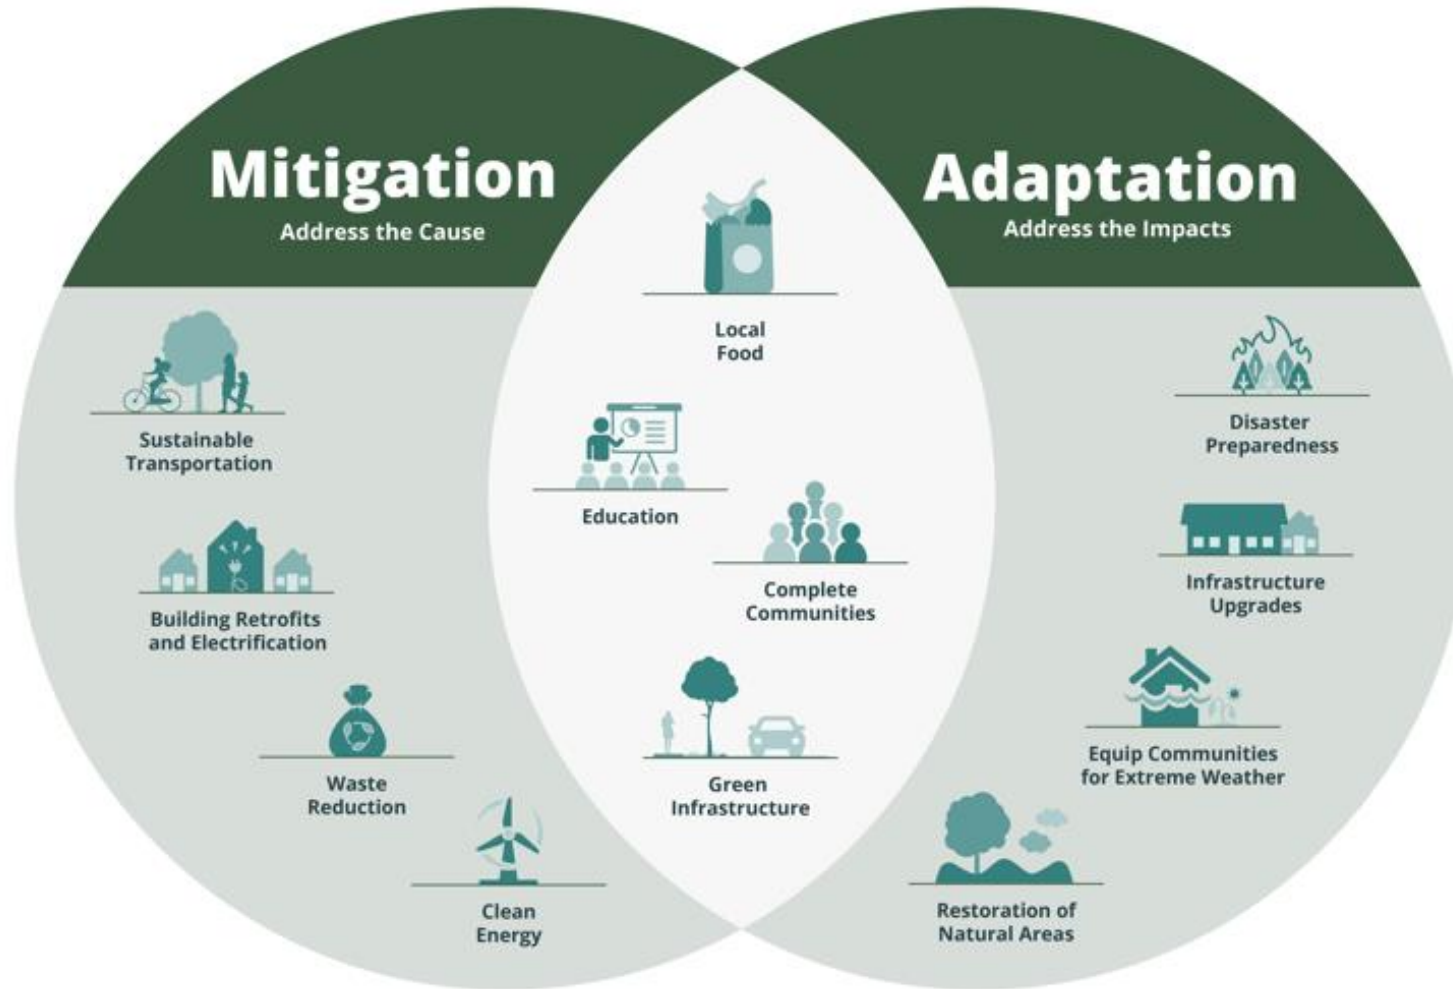 Mitigation
Address the Cause
Adaptation
Address the Impacts
Local
Food
Sustainable
Transportation
Disaster
Preparedness
Education
Complete
Communities
Infrastructure
Upgrades
Building Retrofits
and Electrification
Equip Communities
for Extreme Weather
Waste
Reduction
Green
Infrastructure
Clean
Energy
Restoration of
Natural Areas